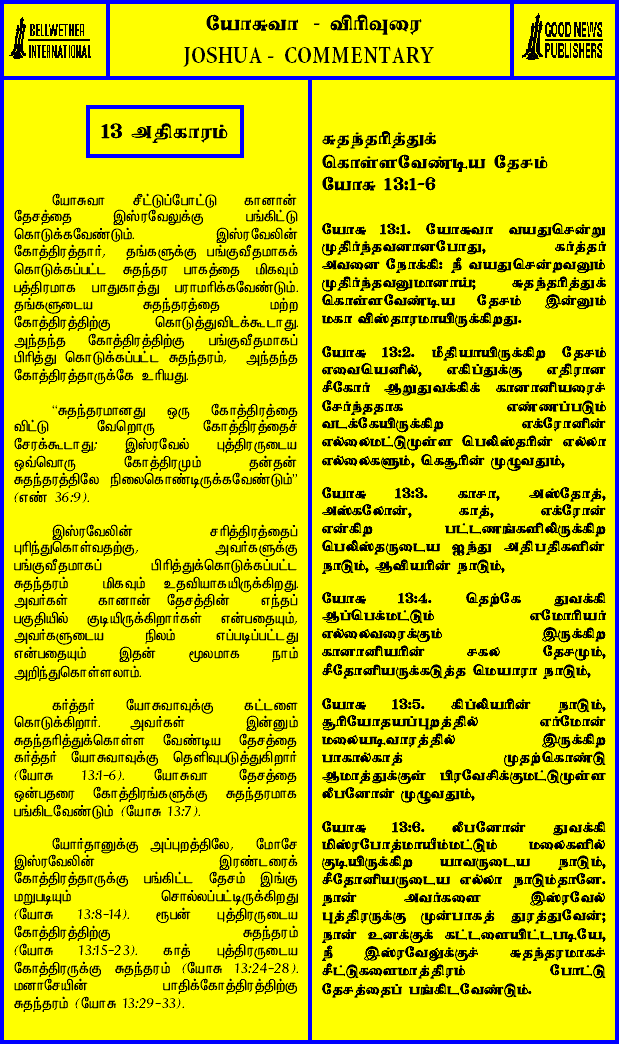 BELLWETHER
INTERNATIONAL
யோசுவா - விரிவுரை
JOSHUA - COMMENTARY
GOOD NEWS
PUBLISHERS
13 அதிகாரம்
யோசுவா சீட்டுப்போட்டு கானான்
தேசத்தை இஸ்ரவேலுக்கு பங்கிட்டு
கொடுக்கவேண்டும். இஸ்ரவேலின்
கோத்திரத்தார், தங்களுக்கு பங்குவீதமாகக்
கொடுக்கப்பட்ட சுதந்தர பாகத்தை மிகவும்
பத்திரமாக பாதுகாத்து பராமரிக்கவேண்டும்.
தங்களுடைய சுதந்தரத்தை மற்ற
கோத்திரத்திற்கு கொடுத்துவிடக்கூடாது.
அந்தந்த கோத்திரத்திற்கு பங்குவீதமாகப்
பிரித்து கொடுக்கப்பட்ட சுதந்தரம், அந்தந்த
கோத்திரத்தாருக்கே உரியது.
“சுதந்தரமானது ஒரு கோத்திரத்தை
விட்டு வேறொரு கோத்திரத்தைச்
சேரக்கூடாது; இஸ்ரவேல் புத்திரருடைய
ஒவ்வொரு கோத்திரமும் தன்தன்
சுதந்தரத்திலே நிலைகொண்டிருக்கவேண்டும்”
(எண் 36:9).
இஸ்ரவேலின் சரித்திரத்தைப்
புரிந்துகொள்வதற்கு, அவர்களுக்கு
பங்குவீதமாகப் பிரித்துக்கொடுக்கப்பட்ட
சுதந்தரம் மிகவும் உதவியாகயிருக்கிறது.
அவர்கள் கானான் தேசத்தின் எந்தப்
பகுதியில் குடியிருக்கிறார்கள் என்பதையும்,
அவர்களுடைய நிலம் எப்படிப்பட்டது
என்பதையும் இதன் மூலமாக நாம்
அறிந்துகொள்ளலாம்.
கர்த்தர் யோசுவாவுக்கு கட்டளை
கொடுக்கிறார். அவர்கள் இன்னும்
சுதந்தரித்துக்கொள்ள வேண்டிய தேசத்தை
கர்த்தர் யோசுவாவுக்கு தெளிவுபடுத்துகிறார்
(யோசு 13:1-6). யோசுவா தேசத்தை
ஒன்பதரை கோத்திரங்களுக்கு சுதந்தரமாக
பங்கிடவேண்டும் (யோசு 13:7).
யோர்தானுக்கு அப்புறத்திலே, மோசே
இஸ்ரவேலின் இரண்டரைக்
கோத்திரத்தாருக்கு பங்கிட்ட தேசம் இங்கு
மறுபடியும் சொல்லப்பட்டிருக்கிறது
(யோசு 13:8-14). ரூபன் புத்திரருடைய
கோத்திரத்திற்கு சுதந்தரம்
(யோசு 13:15-23). காத் புத்திரருடைய
கோத்திரருக்கு சுதந்தரம் (யோசு 13:24-28).
மனாசேயின் பாதிக்கோத்திரத்திற்கு
சுதந்தரம் (யோசு 13:29-33).
சுதந்தரித்துக்
கொள்ளவேண்டிய தேசம்
யோசு 13:1-6
யோசு 13:1. யோசுவா வயதுசென்று
முதிர்ந்தவனானபோது, கர்த்தர்
அவனை நோக்கி: நீ வயதுசென்றவனும்
முதிர்ந்தவனுமானாய்; சுதந்தரித்துக்
கொள்ளவேண்டிய தேசம் இன்னும்
மகா விஸ்தாரமாயிருக்கிறது.
யோசு 13:2. மீதியாயிருக்கிற தேசம்
எவையெனில், எகிப்துக்கு எதிரான
சீகோர் ஆறுதுவக்கிக் கானானியரைச்
சேர்ந்ததாக எண்ணப்படும்
வடக்கேயிருக்கிற எக்ரோனின்
எல்லைமட்டுமுள்ள பெலிஸ்தரின் எல்லா
எல்லைகளும், கெசூரின் முழுவதும்,
யோசு 13:3. காசா, அஸ்தோத்,
அஸ்கலோன், காத், எக்ரோன்
என்கிற பட்டணங்களிலிருக்கிற
பெலிஸ்தருடைய ஐந்து அதிபதிகளின்
நாடும், ஆவியரின் நாடும்,
யோசு 13:4. தெற்கே துவக்கி
ஆப்பெக்மட்டும் எமோரியர்
எல்லைவரைக்கும் இருக்கிற
கானானியரின் சகல தேசமும்,
சீதோனியருக்கடுத்த மெயாரா நாடும்,
யோசு 13:5. கிப்லியரின் நாடும்,
சூரியோதயப்புறத்தில் எர்மோன்
மலையடிவாரத்தில் இருக்கிற
பாகால்காத் முதற்கொண்டு
ஆமாத்துக்குள் பிரவேசிக்குமட்டுமுள்ள
லீபனோன் முழுவதும்,
யோசு 13:6. லீபனோன் துவக்கி
மிஸ்ரபோத்மாயீம்மட்டும் மலைகளில்
குடியிருக்கிற யாவருடைய நாடும்,
சீதோனியருடைய எல்லா நாடும்தானே.
நான் அவர்களை இஸ்ரவேல்
புத்திரருக்கு முன்பாகத் துரத்துவேன்;
நான் உனக்குக் கட்டளையிட்டபடியே,
நீ இஸ்ரவேலுக்குச் சுதந்தரமாகச்
சீட்டுகளைமாத்திரம் போட்டு
தேசத்தைப் பங்கிடவேண்டும்.